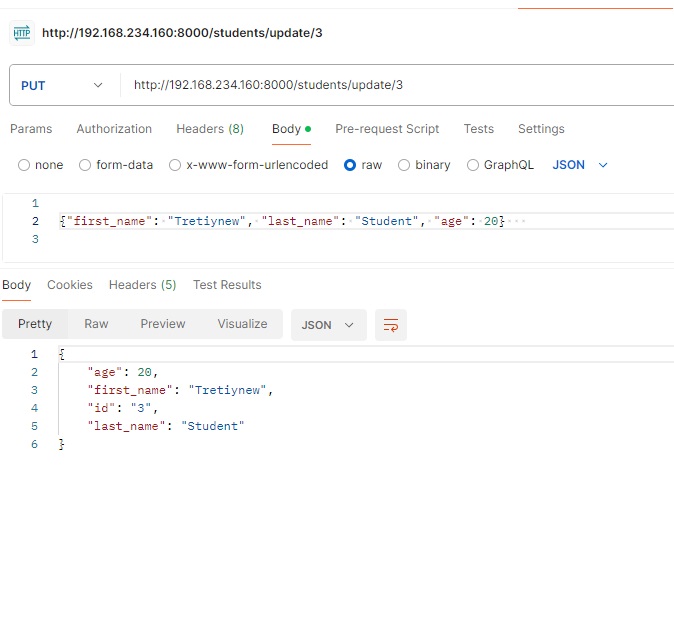 HTTP http://192.168.234.160:8000/students/update/3
PUT http://192.168.234.160:8000/students/update/3
Params Authorization Headers (8) Body Pre-request Script Tests Settings
none form-data x-www-form-urlencoded raw binary GraphQL JSON
1
2 {"first_name": "Tretiynew", "last_name": "Student", "age": 20}
3
Body Cookies Headers (5) Test Results
Pretty Raw Preview Visualize JSON
1 {
2 "age": 20,
3 "first_name": "Tretiynew",
4 "id": "3",
5 "last_name": "Student"
6 }